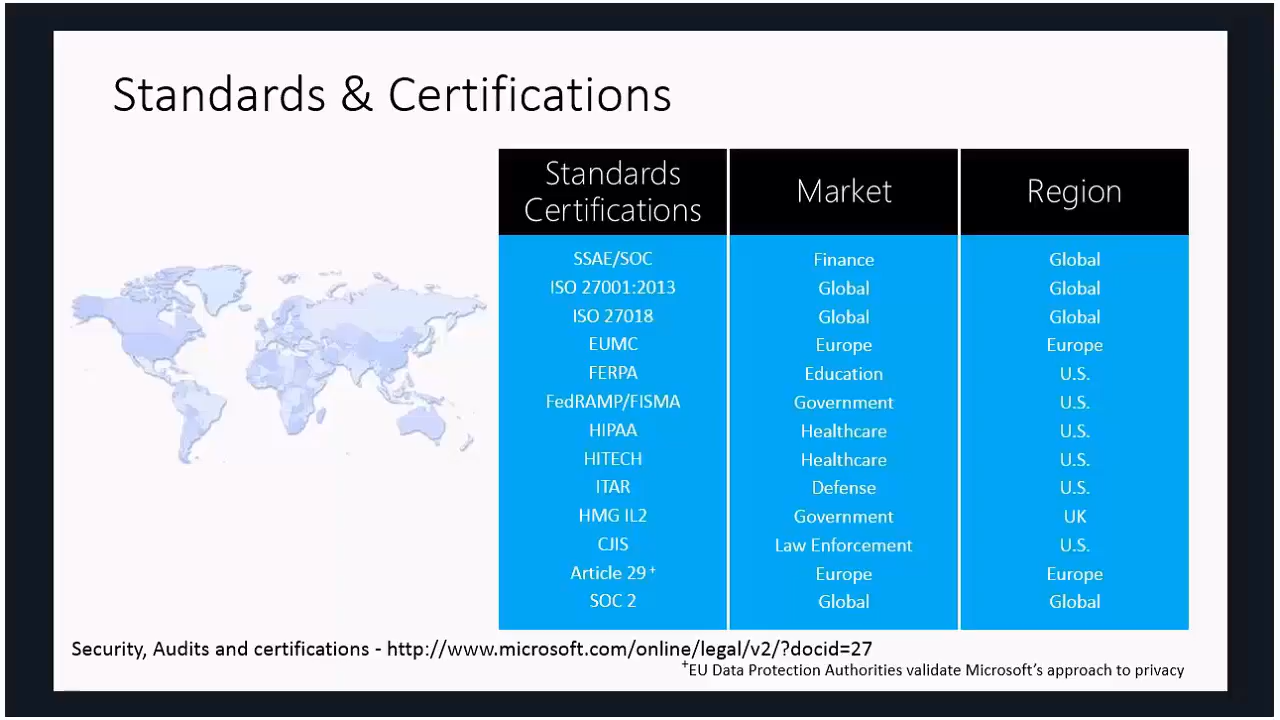 Standards & Certifications
Standards Certifications Market Region
SSAE/SOC Finance Global
ISO 27001:2013 Global Global
ISO 27018 Global Global
EUMC Europe Europe
FERPA Education U.S.
FedRAMP/FISMA Government U.S.
HIPAA Healthcare U.S.
HITECH Healthcare U.S.
ITAR Defense U.S.
HMG IL2 Government UK
CJIS Law Enforcement U.S.
Article 29+ Europe Europe
SOC 2 Global Global
Security, Audits and certifications - http://www.microsoft.com/online/legal/v2/?docid=27
+EU Data Protection Authorities validate Microsoft's approach to privacy